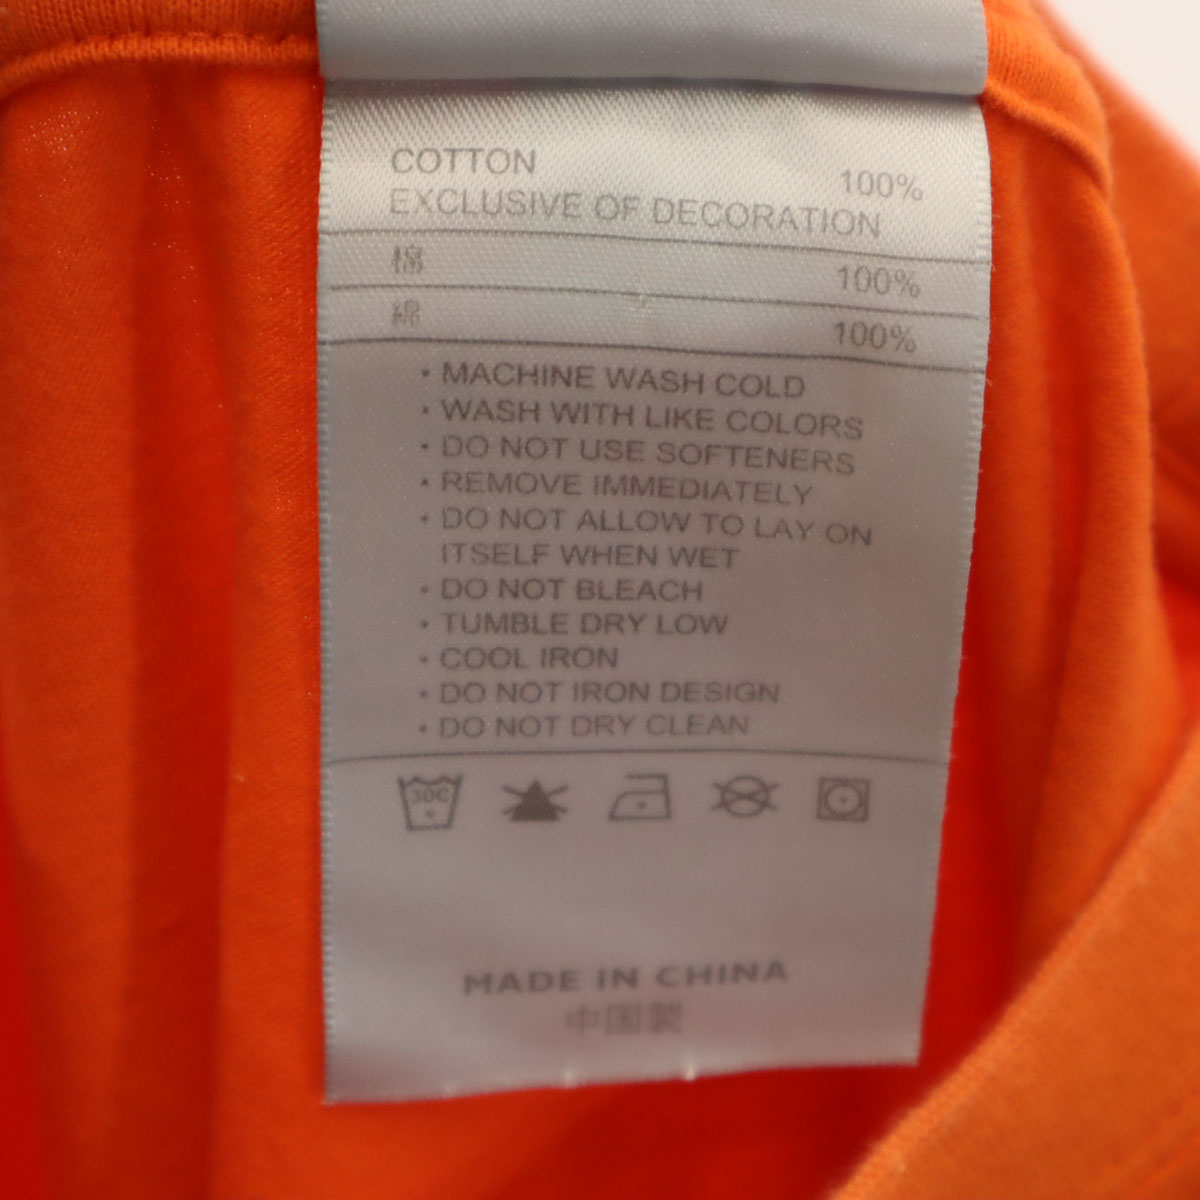 COTTON 100%
EXCLUSIVE OF DECORATION
棉 100%
綿 100%
• MACHINE WASH COLD
• WASH WITH LIKE COLORS
• DO NOT USE SOFTENERS
• REMOVE IMMEDIATELY
• DO NOT ALLOW TO LAY ON
ITSELF WHEN WET
• DO NOT BLEACH
• TUMBLE DRY LOW
• COOL IRON
• DO NOT IRON DESIGN
• DO NOT DRY CLEAN
30C
MADE IN CHINA
中国製